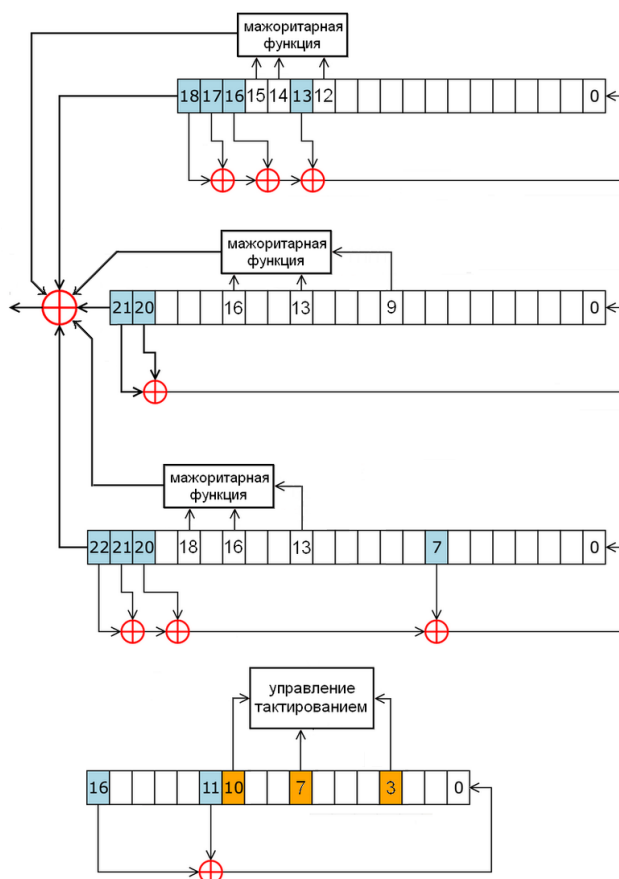 мажоритарная
функция
18 17 16 15 14 13 12 0
мажоритарная
функция
21 20 16 13 9 0
мажоритарная
функция
22 21 20 18 16 13 7 0
управление
тактированием
16 11 10 7 3 0